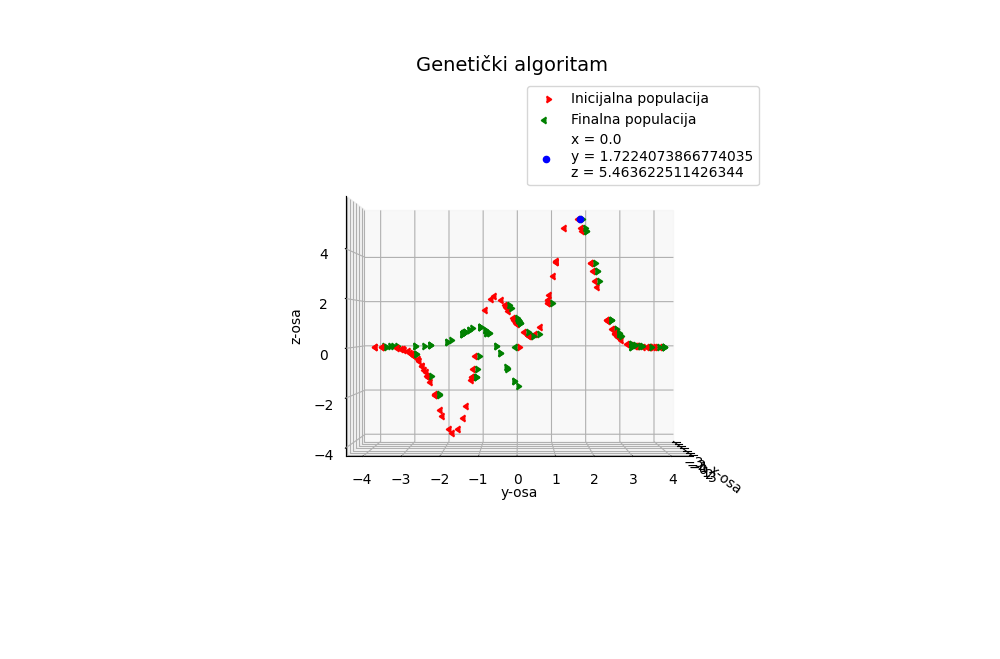 Genetički algoritam
Inicijalna populacija
Finalna populacija
x = 0.0
y = 1.7224073866774035
z = 5.463622511426344
z-osa
4
2
0
−2
−4
−4 −3 −2 −1 0 1 2 3 4
y-osa
x-osa